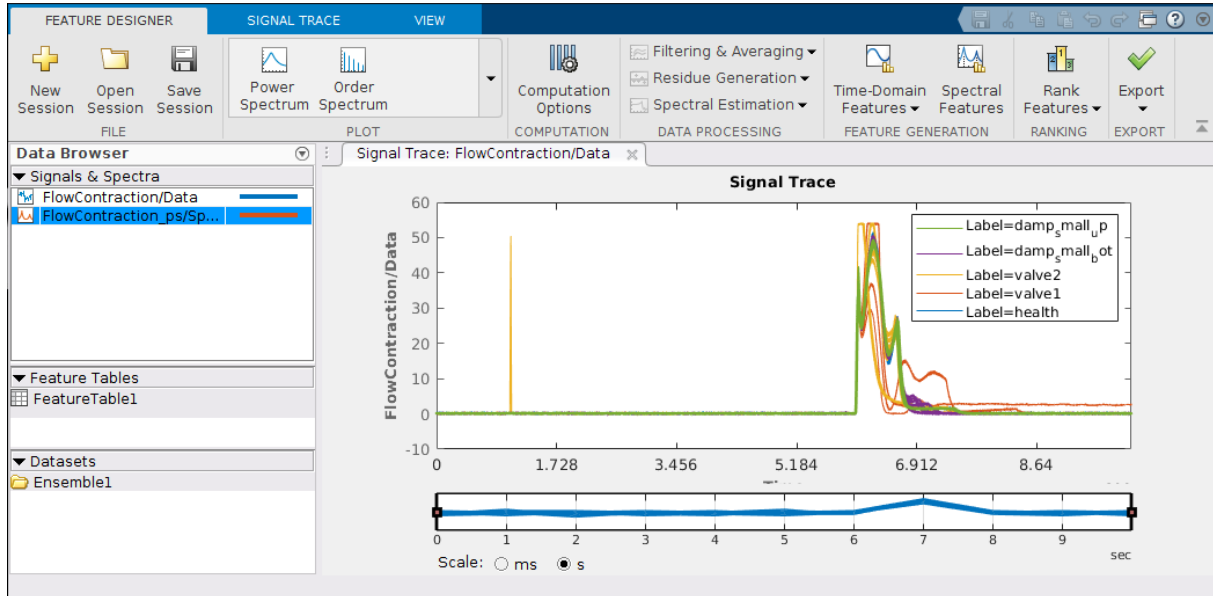 FEATURE DESIGNER SIGNAL TRACE VIEW
New Session
Open Session
Save Session
FILE
Power Spectrum
Order Spectrum
PLOT
Computation Options
COMPUTATION
Filtering & Averaging
Residue Generation
Spectral Estimation
DATA PROCESSING
Time-Domain Features
Spectral Features
FEATURE GENERATION
Rank Features
RANKING
Export
EXPORT
Data Browser
Signals & Spectra
FlowContraction/Data
FlowContraction_ps/Sp...
Feature Tables
FeatureTable1
Datasets
Ensemble1
Signal Trace: FlowContraction/Data
Signal Trace
FlowContraction/Data
60
50
40
30
20
10
0
-10
0 1.728 3.456 5.184 6.912 8.64
Label=damp_small_up
Label=damp_small_bot
Label=valve2
Label=valve1
Label=health
0 1 2 3 4 5 6 7 8 9
sec
Scale: ms s